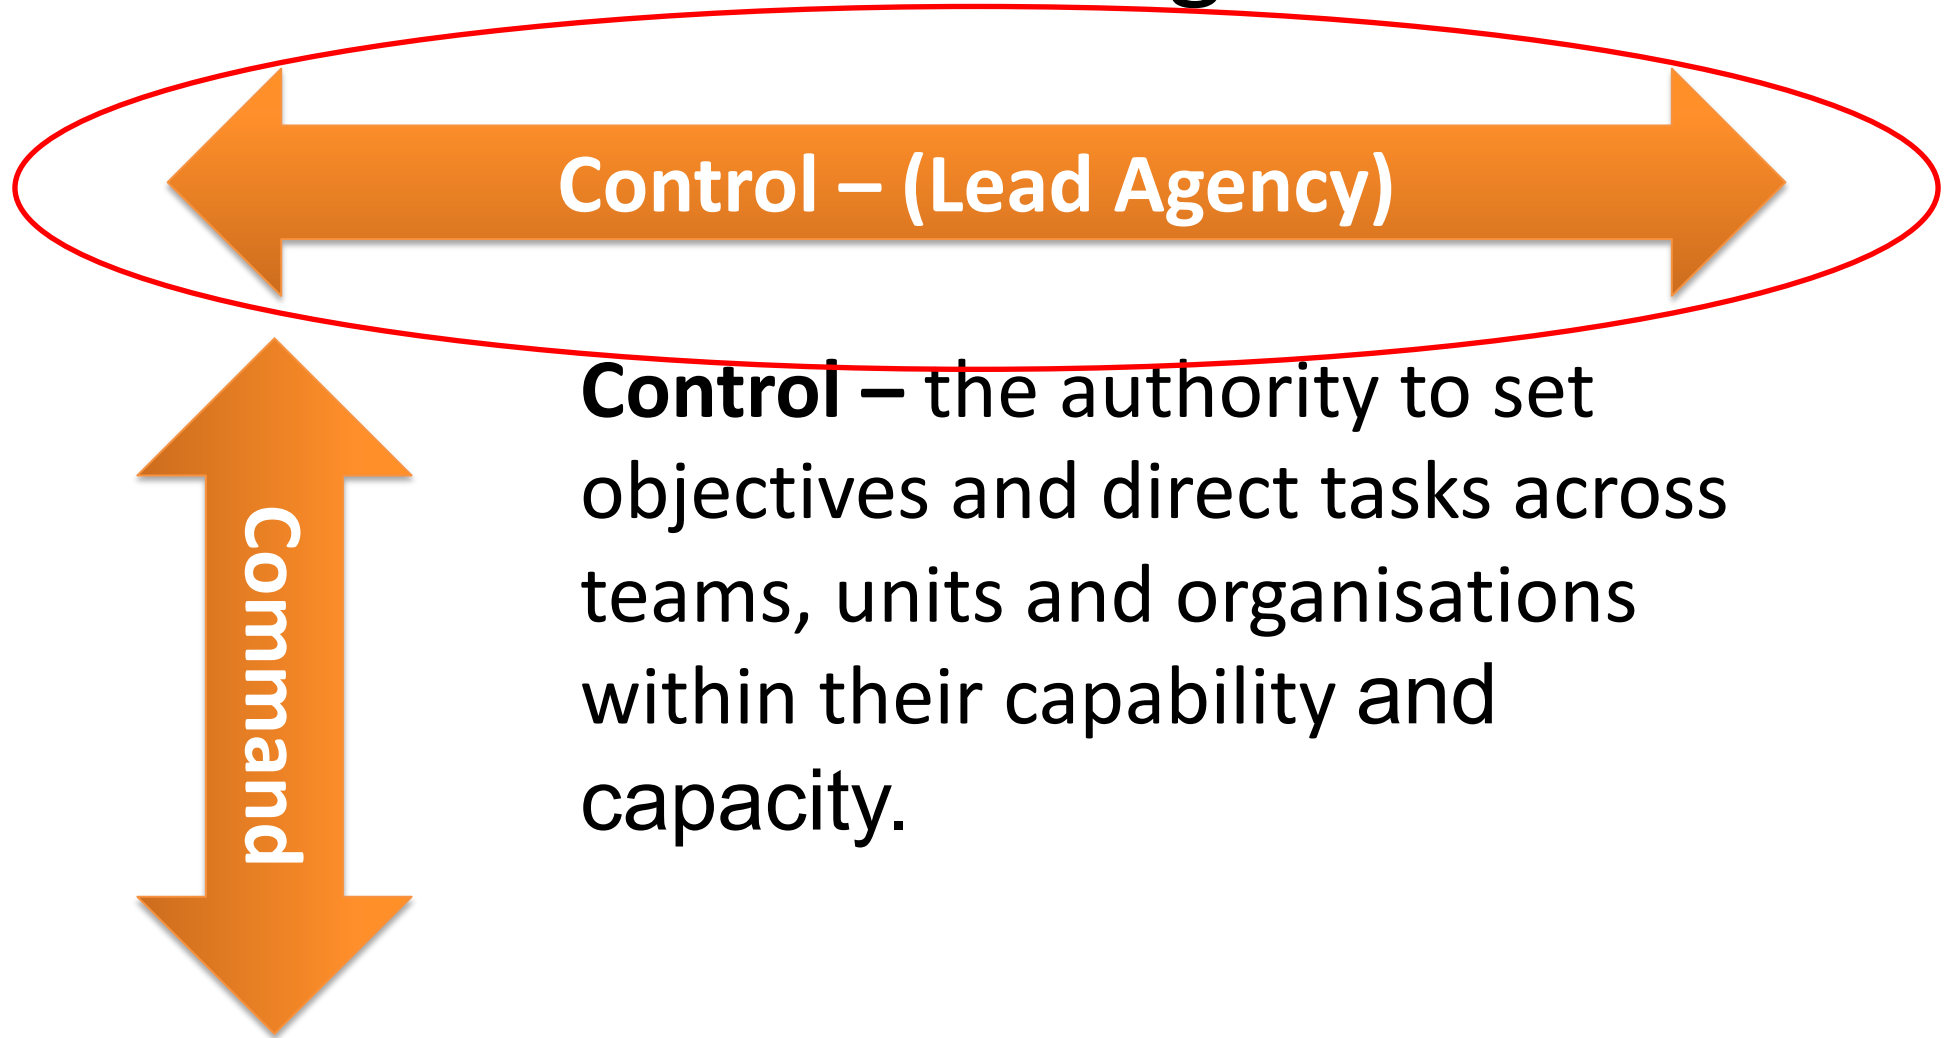 Control – (Lead Agency)
Command
Control – the authority to set
objectives and direct tasks across
teams, units and organisations
within their capability and
capacity.